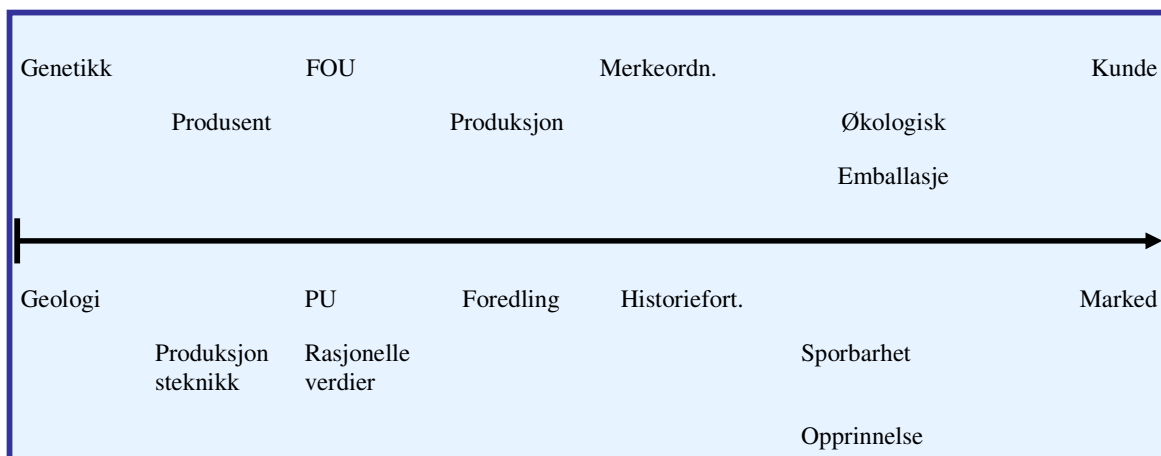 Genetikk FOU Merkeordn. Kunde
Produsent Produksjon Økologisk
Emballasje
Geologi PU Foredling Historiefort. Marked
Produksjon Rasjonelle Sporbarhet
steknikk verdier
Opprinnelse